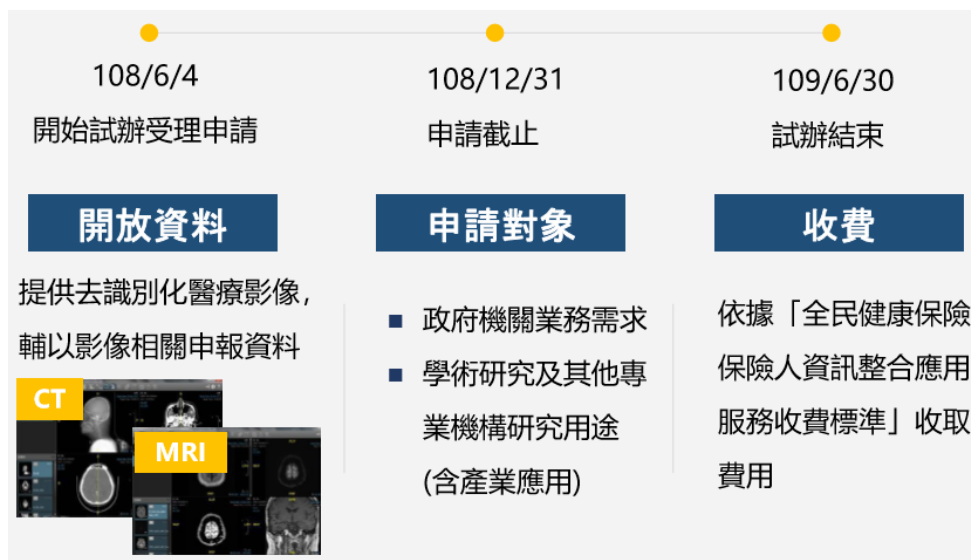 108/6/4
開始試辦受理申請
108/12/31
申請截止
109/6/30
試辦結束
開放資料
提供去識別化醫療影像，
輔以影像相關申報資料
CT
MRI
申請對象
■ 政府機關業務需求
■ 學術研究及其他專
業機構研究用途
(含產業應用)
收費
依據「全民健康保險
保險人資訊整合應用
服務收費標準」收取
費用